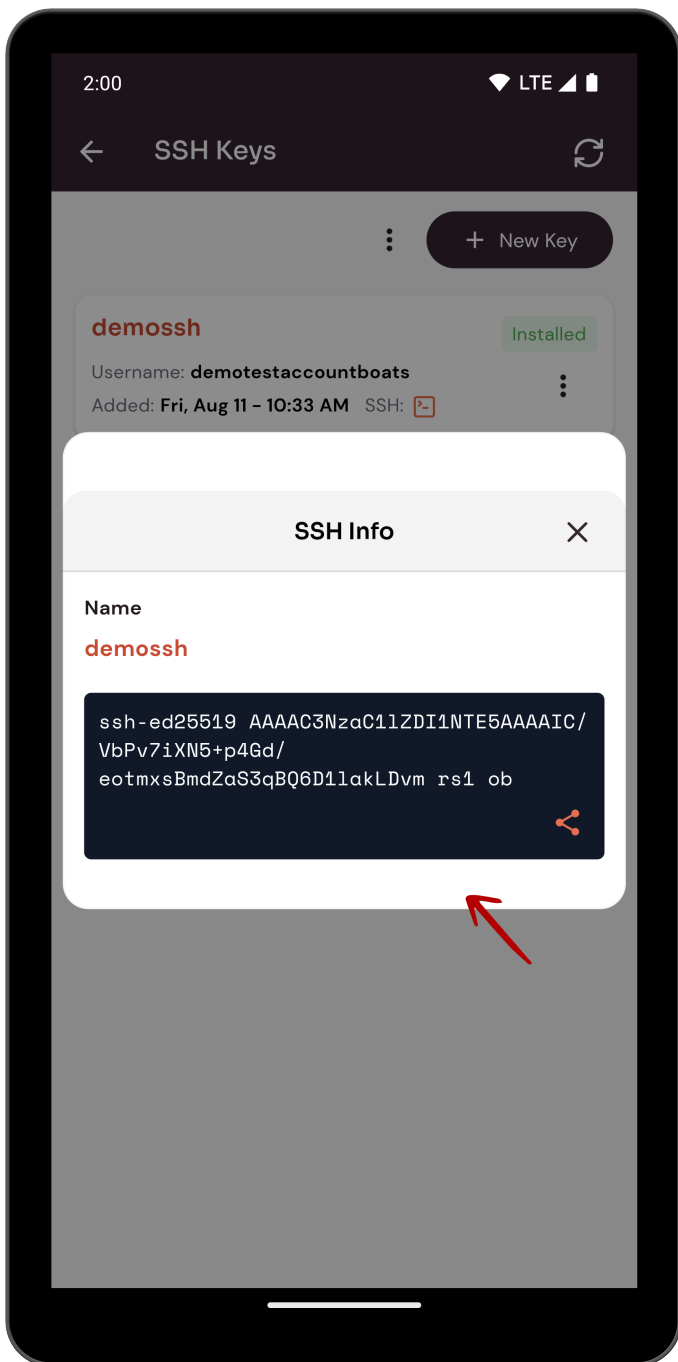 2:00 LTE
SSH Keys
+ New Key
demossh
Installed
Username: demotestaccountboats
Added: Fri, Aug 11 – 10:33 AM SSH:
SSH Info
Name
demossh
ssh-ed25519 AAAAC3NzaC1lZDI1NTE5AAAAIC/
VbPv7iXN5+p4Gd/
eotmxsBmdZaS3qBQ6D1lakLDvm rs1 ob